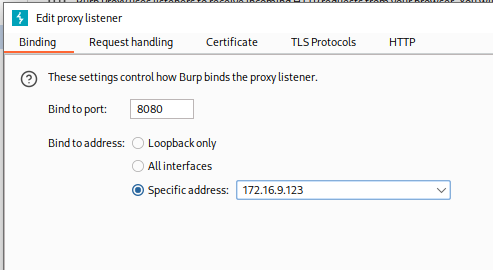 Edit proxy listener
Binding Request handling Certificate TLS Protocols HTTP
These settings control how Burp binds the proxy listener.
Bind to port: 8080
Bind to address: Loopback only
All interfaces
Specific address: 172.16.9.123